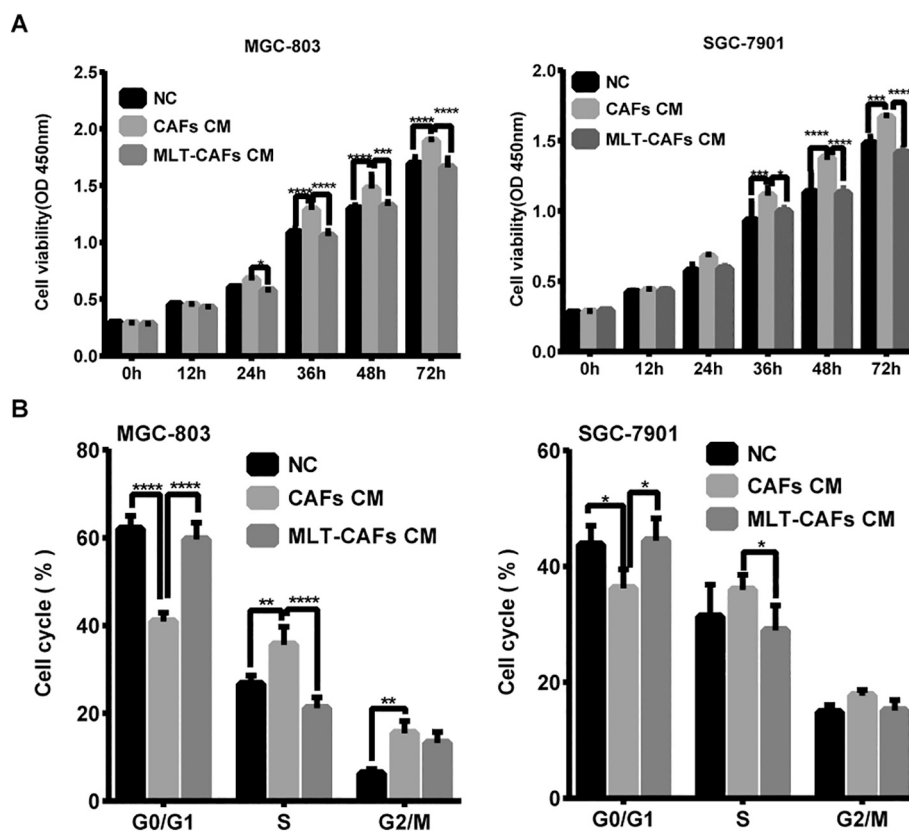 A
MGC-803
Cell viability(OD 450nm)
2.5
2.0
1.5
1.0
0.5
0.0
NC
CAFs CM
MLT-CAFs CM
*
**** ****
**** ***
**** ****
0h 12h 24h 36h 48h 72h
SGC-7901
Cell viability(OD 450nm)
2.0
1.5
1.0
0.5
0.0
NC
CAFs CM
MLT-CAFs CM
*** *
**** ****
*** ****
0h 12h 24h 36h 48h 72h
B
MGC-803
Cell cycle ( % )
80
60
40
20
0
NC
CAFs CM
MLT-CAFs CM
**** ****
** ****
**
G0/G1 S G2/M
SGC-7901
Cell cycle ( % )
60
40
20
0
NC
CAFs CM
MLT-CAFs CM
* *
*
G0/G1 S G2/M